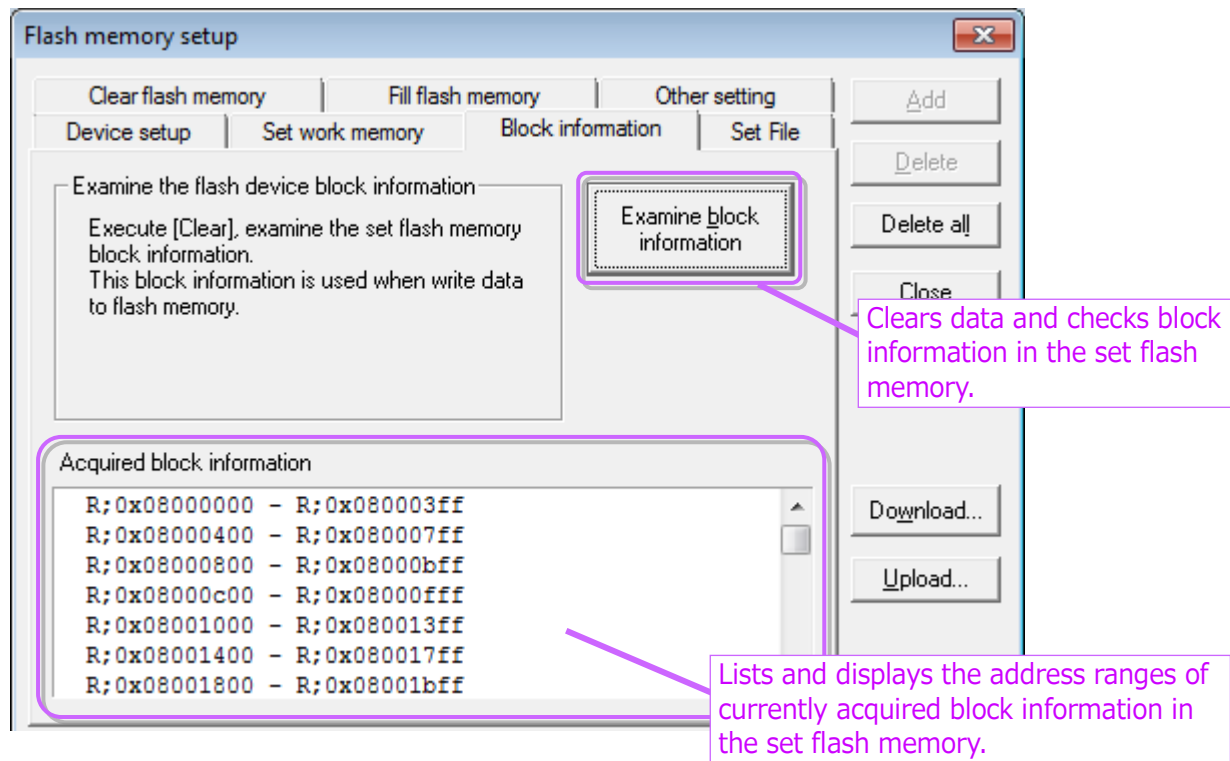 Flash memory setup
Clear flash memory
Fill flash memory
Other setting
Device setup
Set work memory
Block information
Set File
Add
Delete
Delete all
Close
Examine the flash device block information
Execute [Clear], examine the set flash memory
block information.
This block information is used when write data
to flash memory.
Examine block
information
Clears data and checks block
information in the set flash
memory.
Acquired block information
R;0x08000000 - R;0x080003ff
R;0x08000400 - R;0x080007ff
R;0x08000800 - R;0x08000bff
R;0x08000c00 - R;0x08000fff
R;0x08001000 - R;0x080013ff
R;0x08001400 - R;0x080017ff
R;0x08001800 - R;0x08001bff
Download...
Upload...
Lists and displays the address ranges of
currently acquired block information in
the set flash memory.